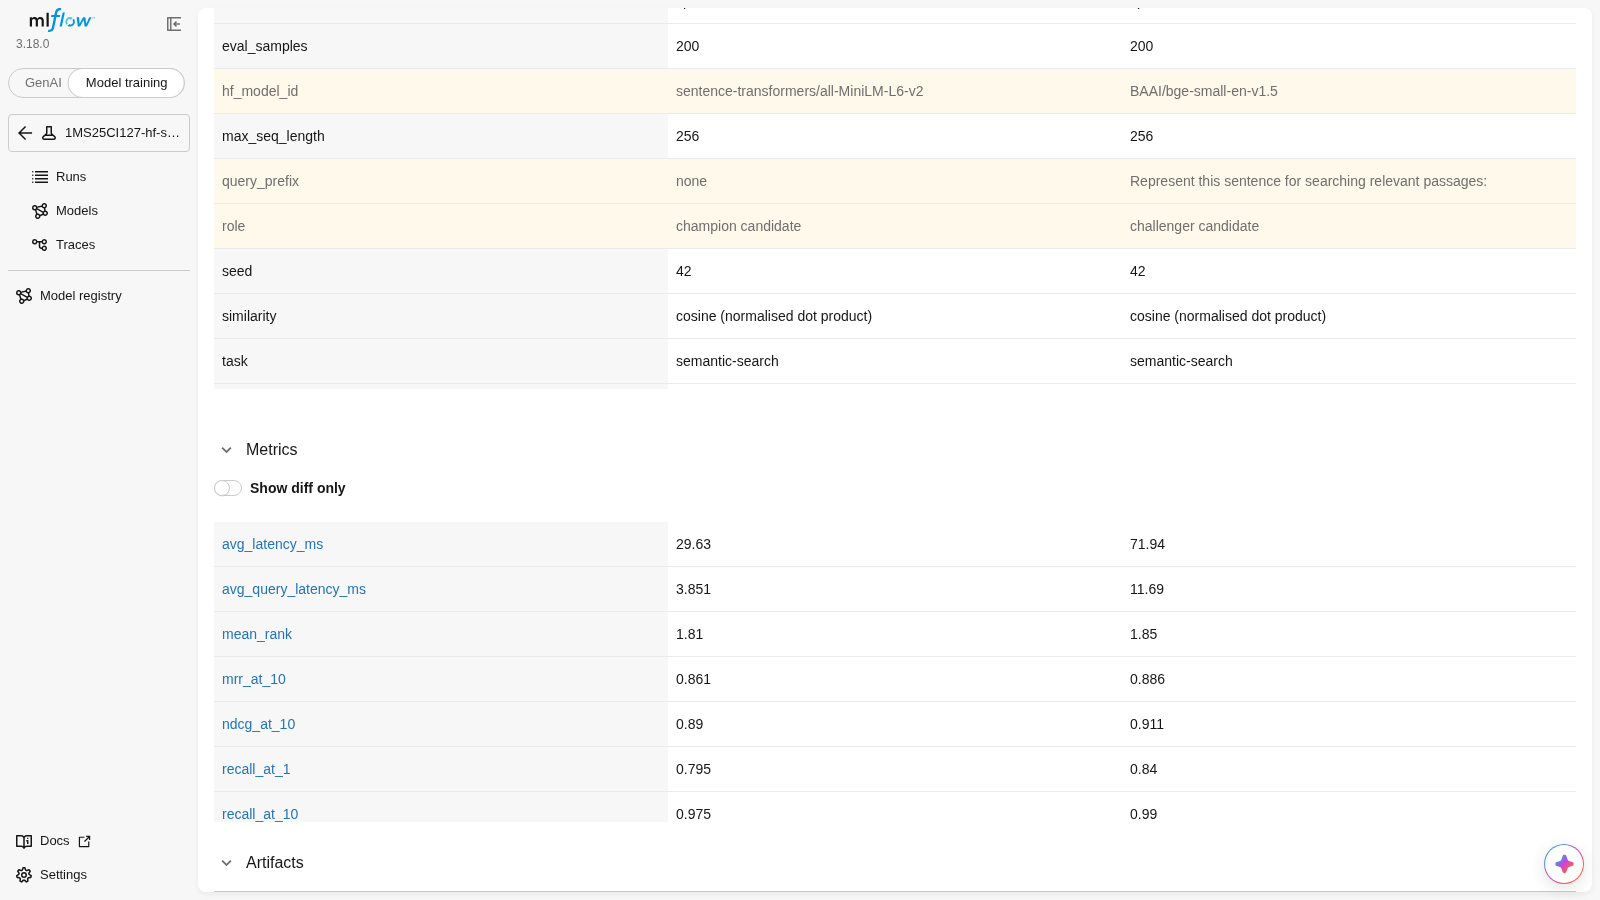 mlflow
3.18.0
GenAI Model training
1MS25CI127-hf-s...
Runs
Models
Traces
Model registry
Docs
Settings
eval_samples 200 200
hf_model_id sentence-transformers/all-MiniLM-L6-v2 BAAI/bge-small-en-v1.5
max_seq_length 256 256
query_prefix none Represent this sentence for searching relevant passages:
role champion candidate challenger candidate
seed 42 42
similarity cosine (normalised dot product) cosine (normalised dot product)
task semantic-search semantic-search
Metrics
Show diff only
avg_latency_ms 29.63 71.94
avg_query_latency_ms 3.851 11.69
mean_rank 1.81 1.85
mrr_at_10 0.861 0.886
ndcg_at_10 0.89 0.911
recall_at_1 0.795 0.84
recall_at_10 0.975 0.99
Artifacts